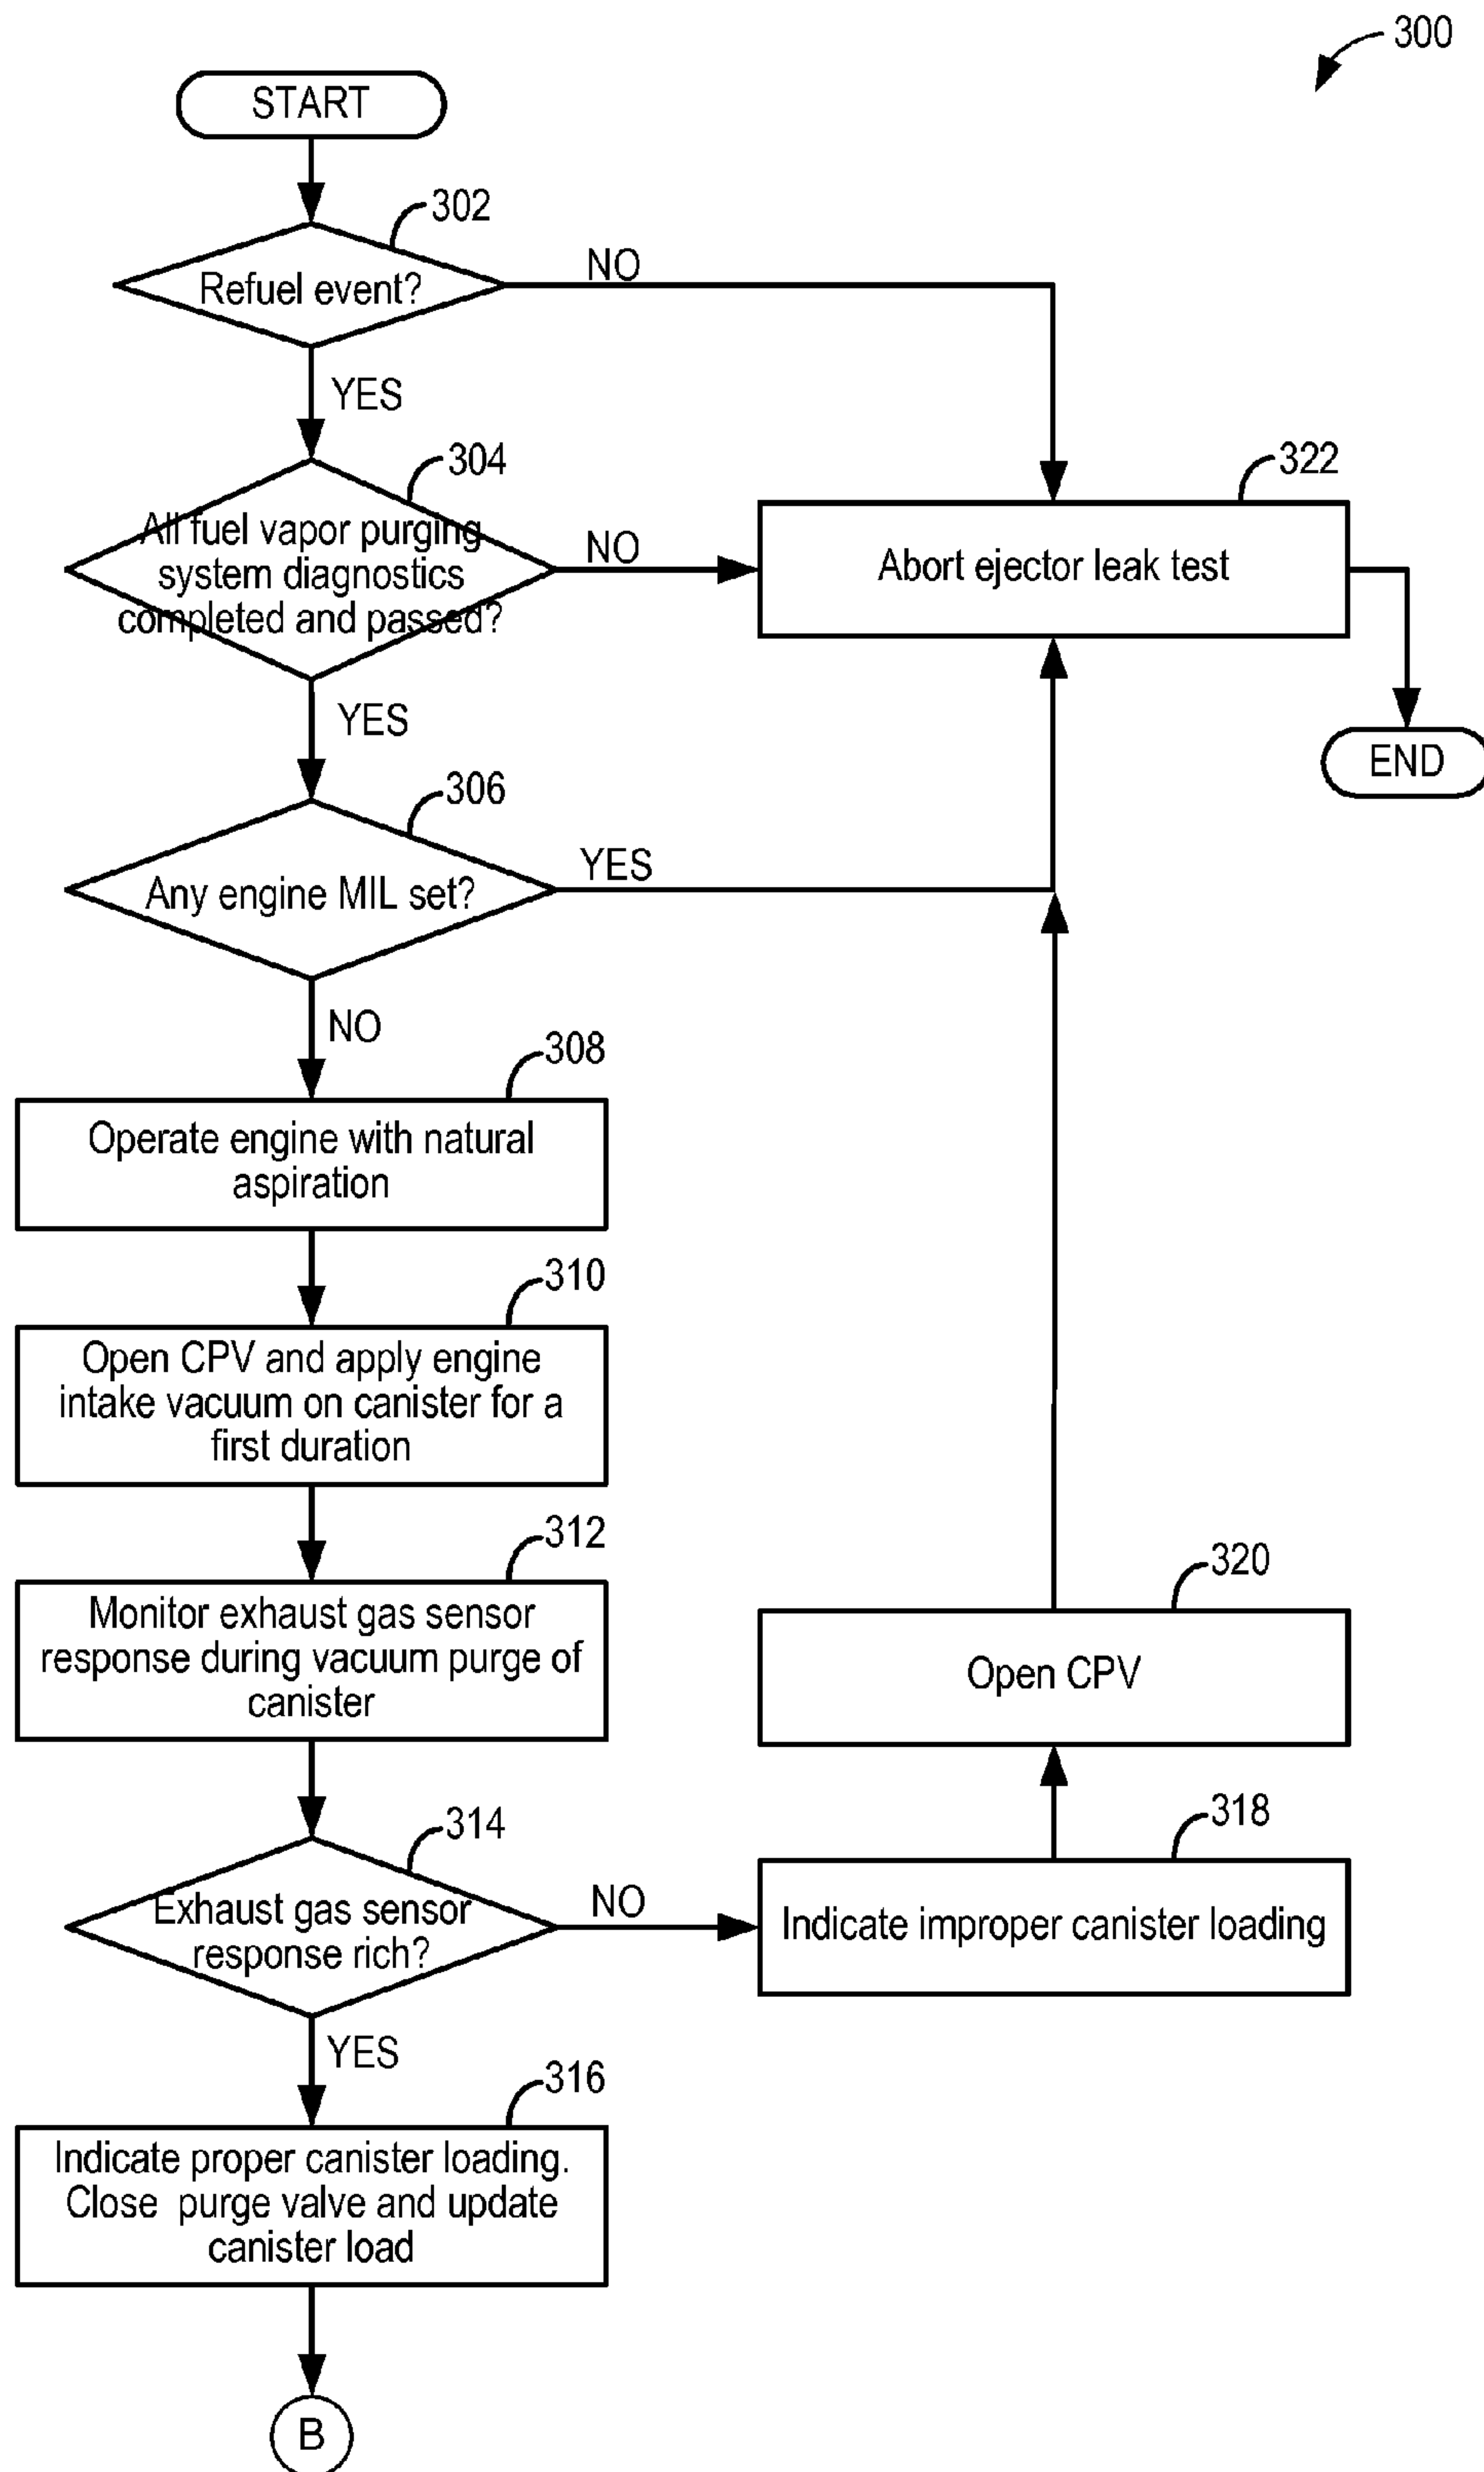 300
START
302
Refuel event?
NO
YES
304
All fuel vapor purging
system diagnostics
completed and passed?
NO
322
Abort ejector leak test
YES
END
306
Any engine MIL set?
YES
NO
308
Operate engine with natural
aspiration
310
Open CPV and apply engine
intake vacuum on canister for a
first duration
312
Monitor exhaust gas sensor
response during vacuum purge of
canister
320
Open CPV
314
Exhaust gas sensor
response rich?
NO
318
Indicate improper canister loading
YES
316
Indicate proper canister loading.
Close purge valve and update
canister load
B